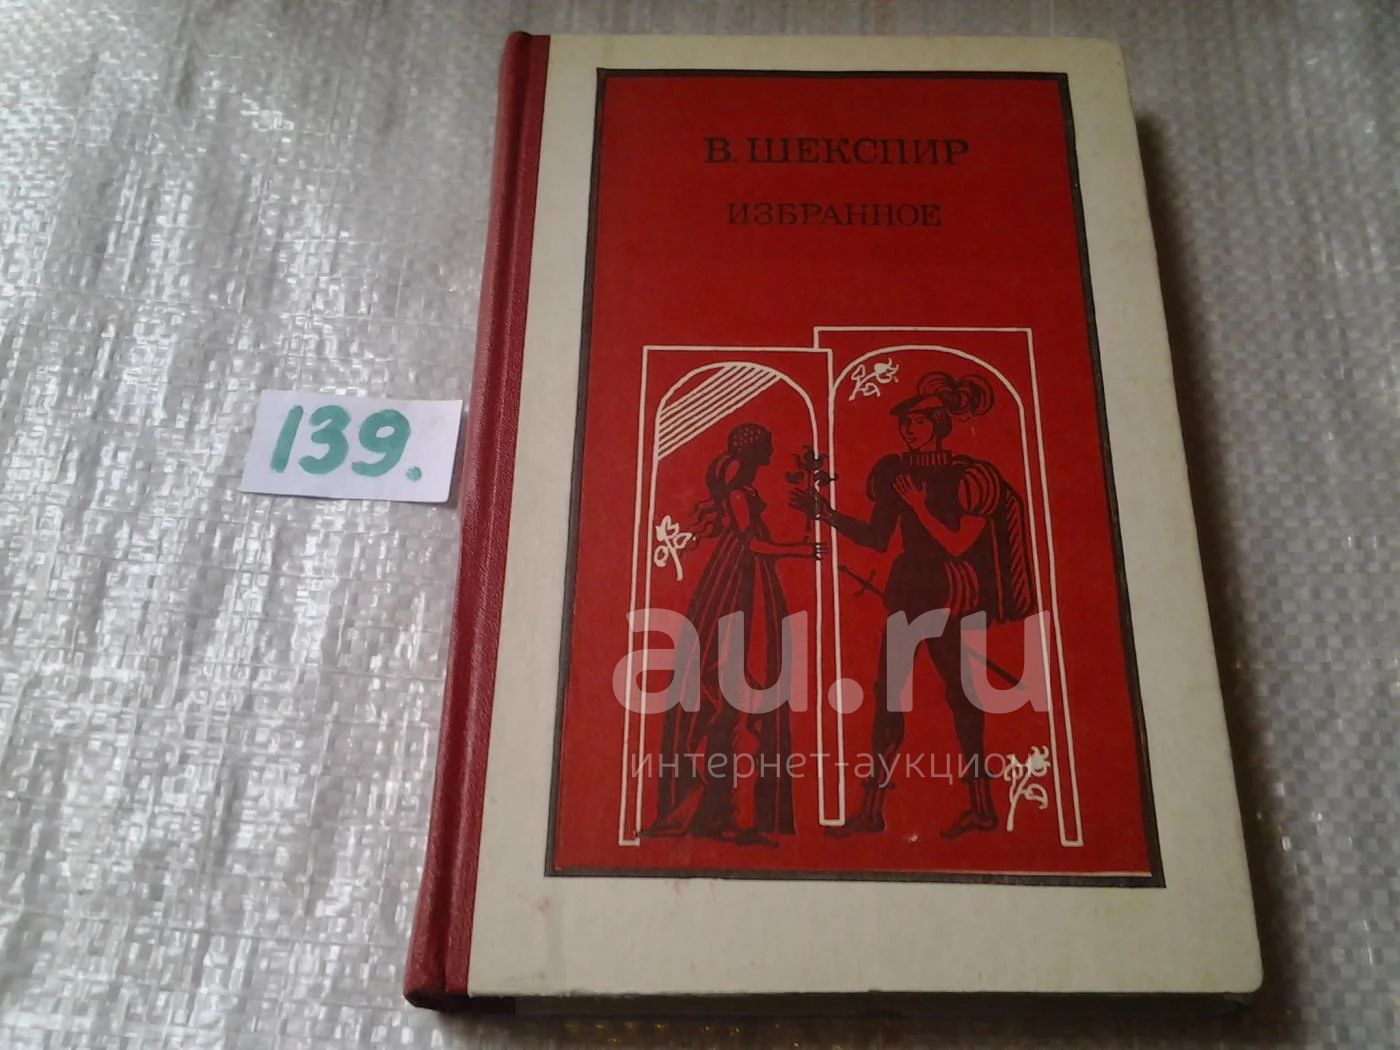 В. ШЕКСПИР
ИЗБРАННОЕ
139.
au.ru
интернет-аукцион